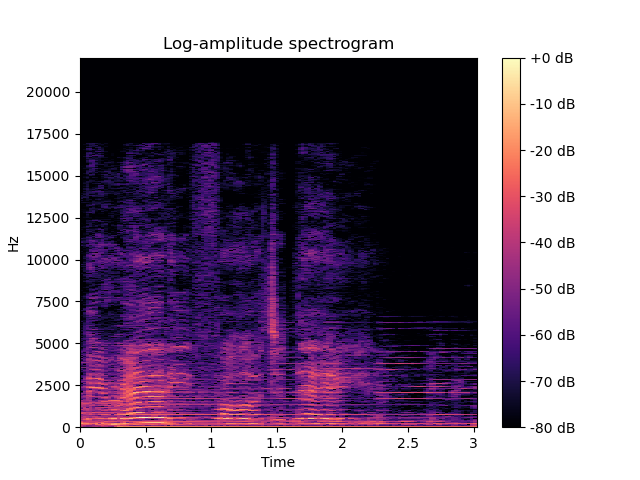 Log-amplitude spectrogram
Hz
20000
17500
15000
12500
10000
7500
5000
2500
0
0 0.5 1 1.5 2 2.5 3
Time
+0 dB
-10 dB
-20 dB
-30 dB
-40 dB
-50 dB
-60 dB
-70 dB
-80 dB